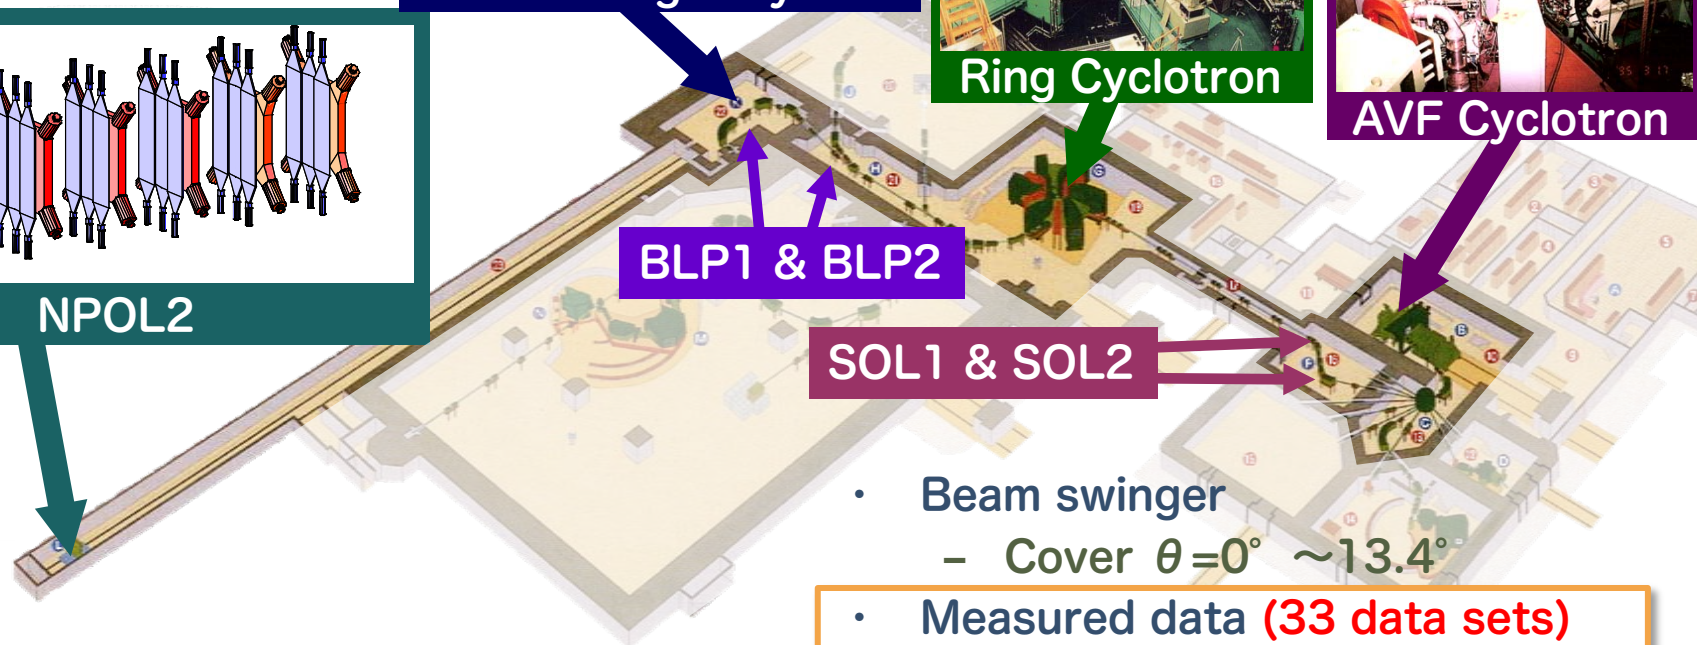 Ring Cyclotron
AVF Cyclotron
NPOL2
BLP1 & BLP2
SOL1 & SOL2
・ Beam swinger
– Cover θ=0° ～13.4°
・ Measured data (33 data sets)